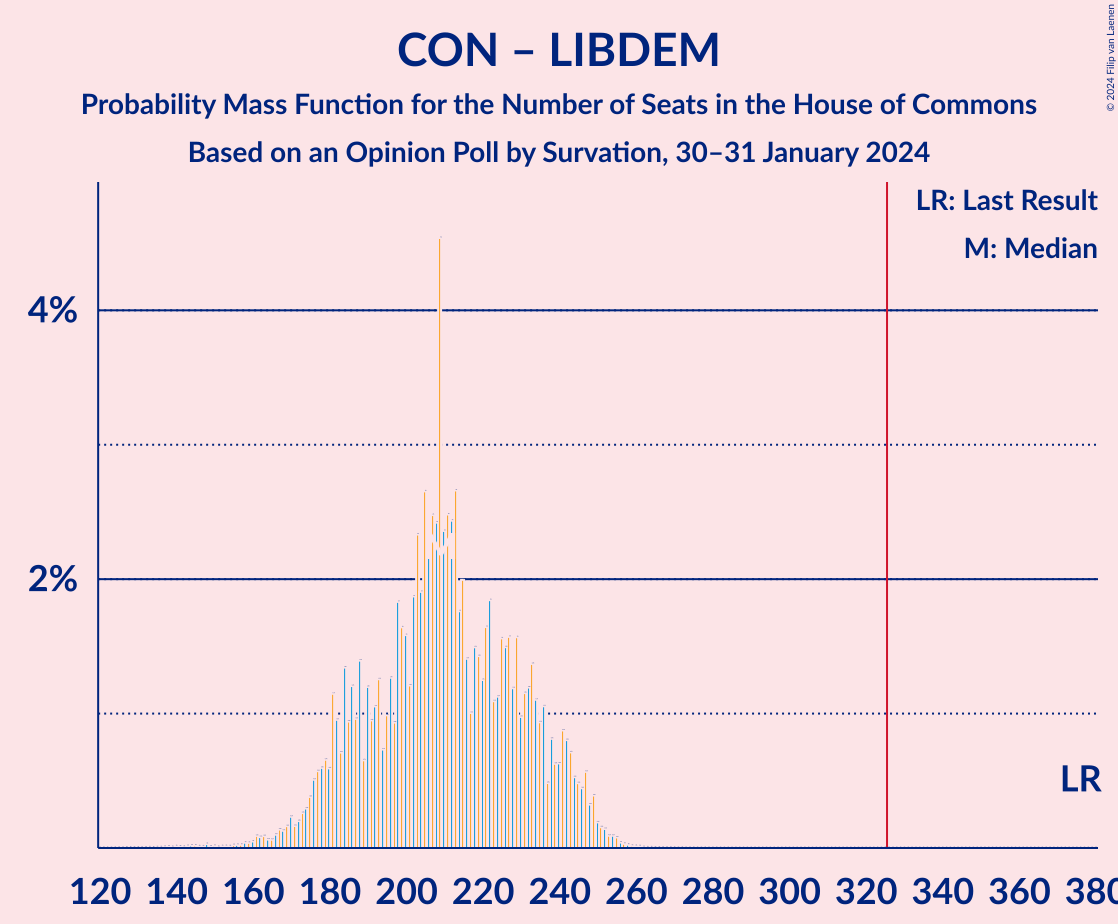 CON – LIBDEM
Probability Mass Function for the Number of Seats in the House of Commons
Based on an Opinion Poll by Survation, 30–31 January 2024
© 2024 Filip van Laenen
LR: Last Result
M: Median
4%
2%
LR
120 140 160 180 200 220 240 260 280 300 320 340 360 380